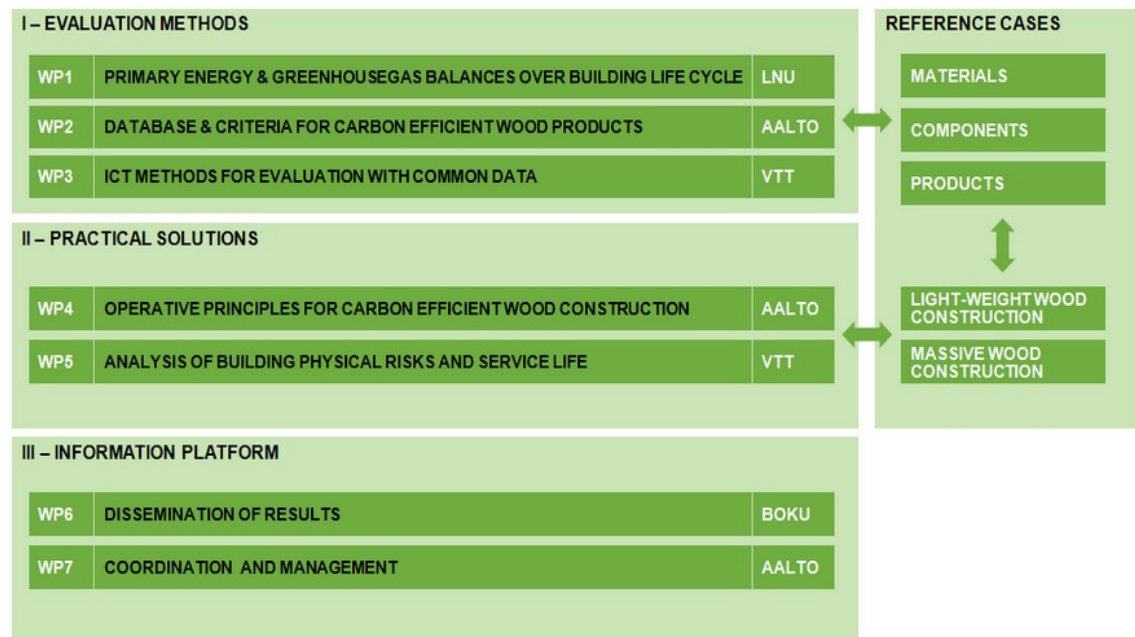 I – EVALUATION METHODS
WP1 PRIMARY ENERGY & GREENHOUSEGAS BALANCES OVER BUILDING LIFE CYCLE LNU
WP2 DATABASE & CRITERIA FOR CARBON EFFICIENT WOOD PRODUCTS AALTO
WP3 ICT METHODS FOR EVALUATION WITH COMMON DATA VTT
II – PRACTICAL SOLUTIONS
WP4 OPERATIVE PRINCIPLES FOR CARBON EFFICIENT WOOD CONSTRUCTION AALTO
WP5 ANALYSIS OF BUILDING PHYSICAL RISKS AND SERVICE LIFE VTT
III – INFORMATION PLATFORM
WP6 DISSEMINATION OF RESULTS BOKU
WP7 COORDINATION AND MANAGEMENT AALTO
REFERENCE CASES
MATERIALS
COMPONENTS
PRODUCTS
LIGHT-WEIGHT WOOD
CONSTRUCTION
MASSIVE WOOD
CONSTRUCTION